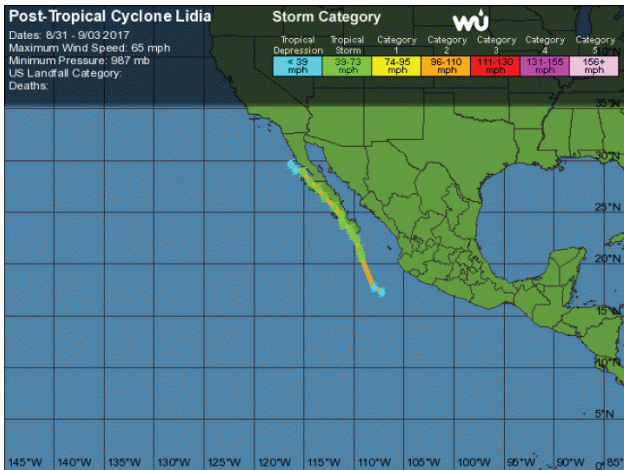 Post-Tropical Cyclone Lidia
Dates: 8/31 - 9/03 2017
Maximum Wind Speed: 65 mph
Minimum Pressure: 987 mb
US Landfall Category:
Deaths:
Storm Category
wu
Tropical Depression
< 39 mph
Tropical Storm
39-73 mph
Category 1
74-95 mph
Category 2
96-110 mph
Category 3
111-130 mph
Category 4
131-155 mph
Category 5
156+ mph
35°N
30°N
25°N
20°N
15°N
10°N
5°N
0°
145°W 140°W 135°W 130°W 125°W 120°W 115°W 110°W 105°W 100°W 95°W 90°W 85°